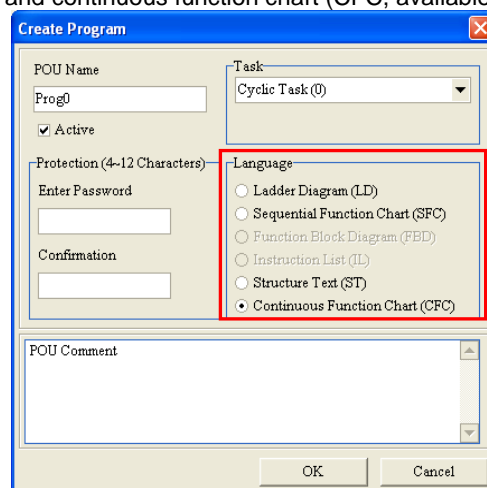 and continuous function chart (CFC, available
Create Program
POU Name
Prog0
Active
Task
Cyclic Task (0)
Protection (4~12 Characters)
Enter Password
Confirmation
Language
Ladder Diagram (LD)
Sequential Function Chart (SFC)
Function Block Diagram (FBD)
Instruction List (IL)
Structure Text (ST)
Continuous Function Chart (CFC)
POU Comment
OK
Cancel